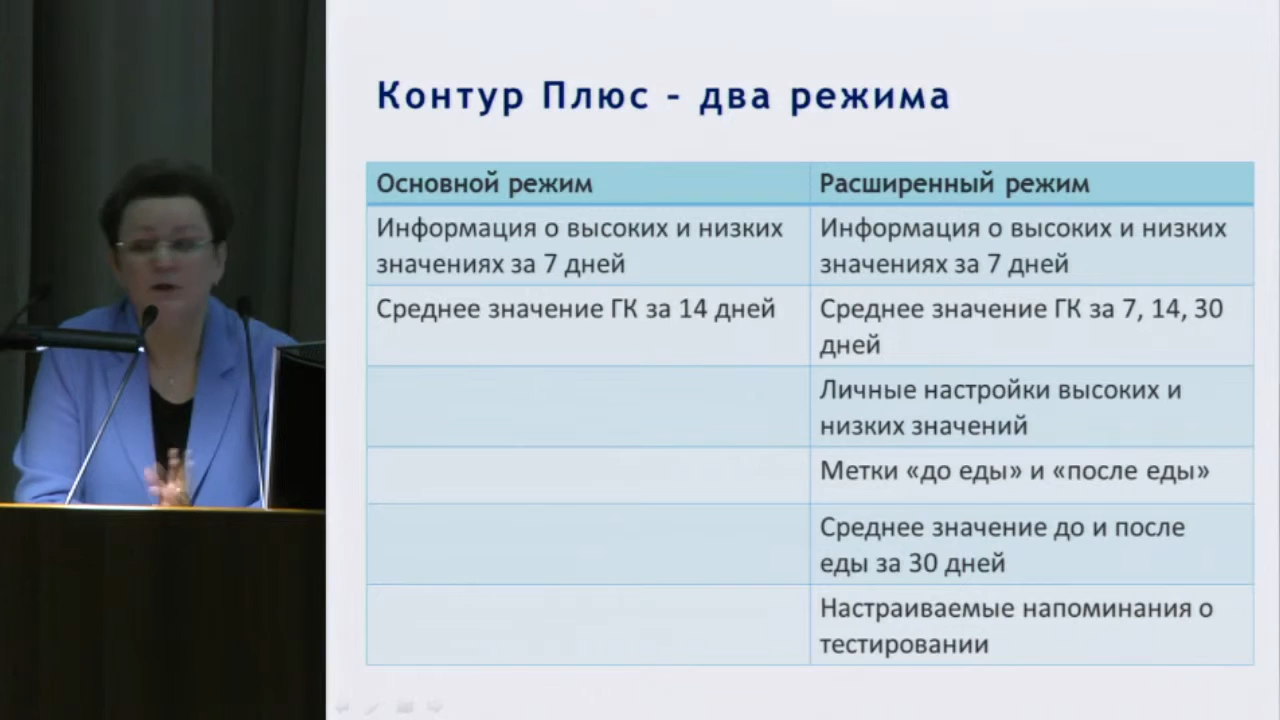 Контур Плюс – два режима
Основной режим
Расширенный режим
Информация о высоких и низких
значениях за 7 дней
Информация о высоких и низких
значениях за 7 дней
Среднее значение ГК за 14 дней
Среднее значение ГК за 7, 14, 30
дней
Личные настройки высоких и
низких значений
Метки «до еды» и «после еды»
Среднее значение до и после
еды за 30 дней
Настраиваемые напоминания о
тестировании